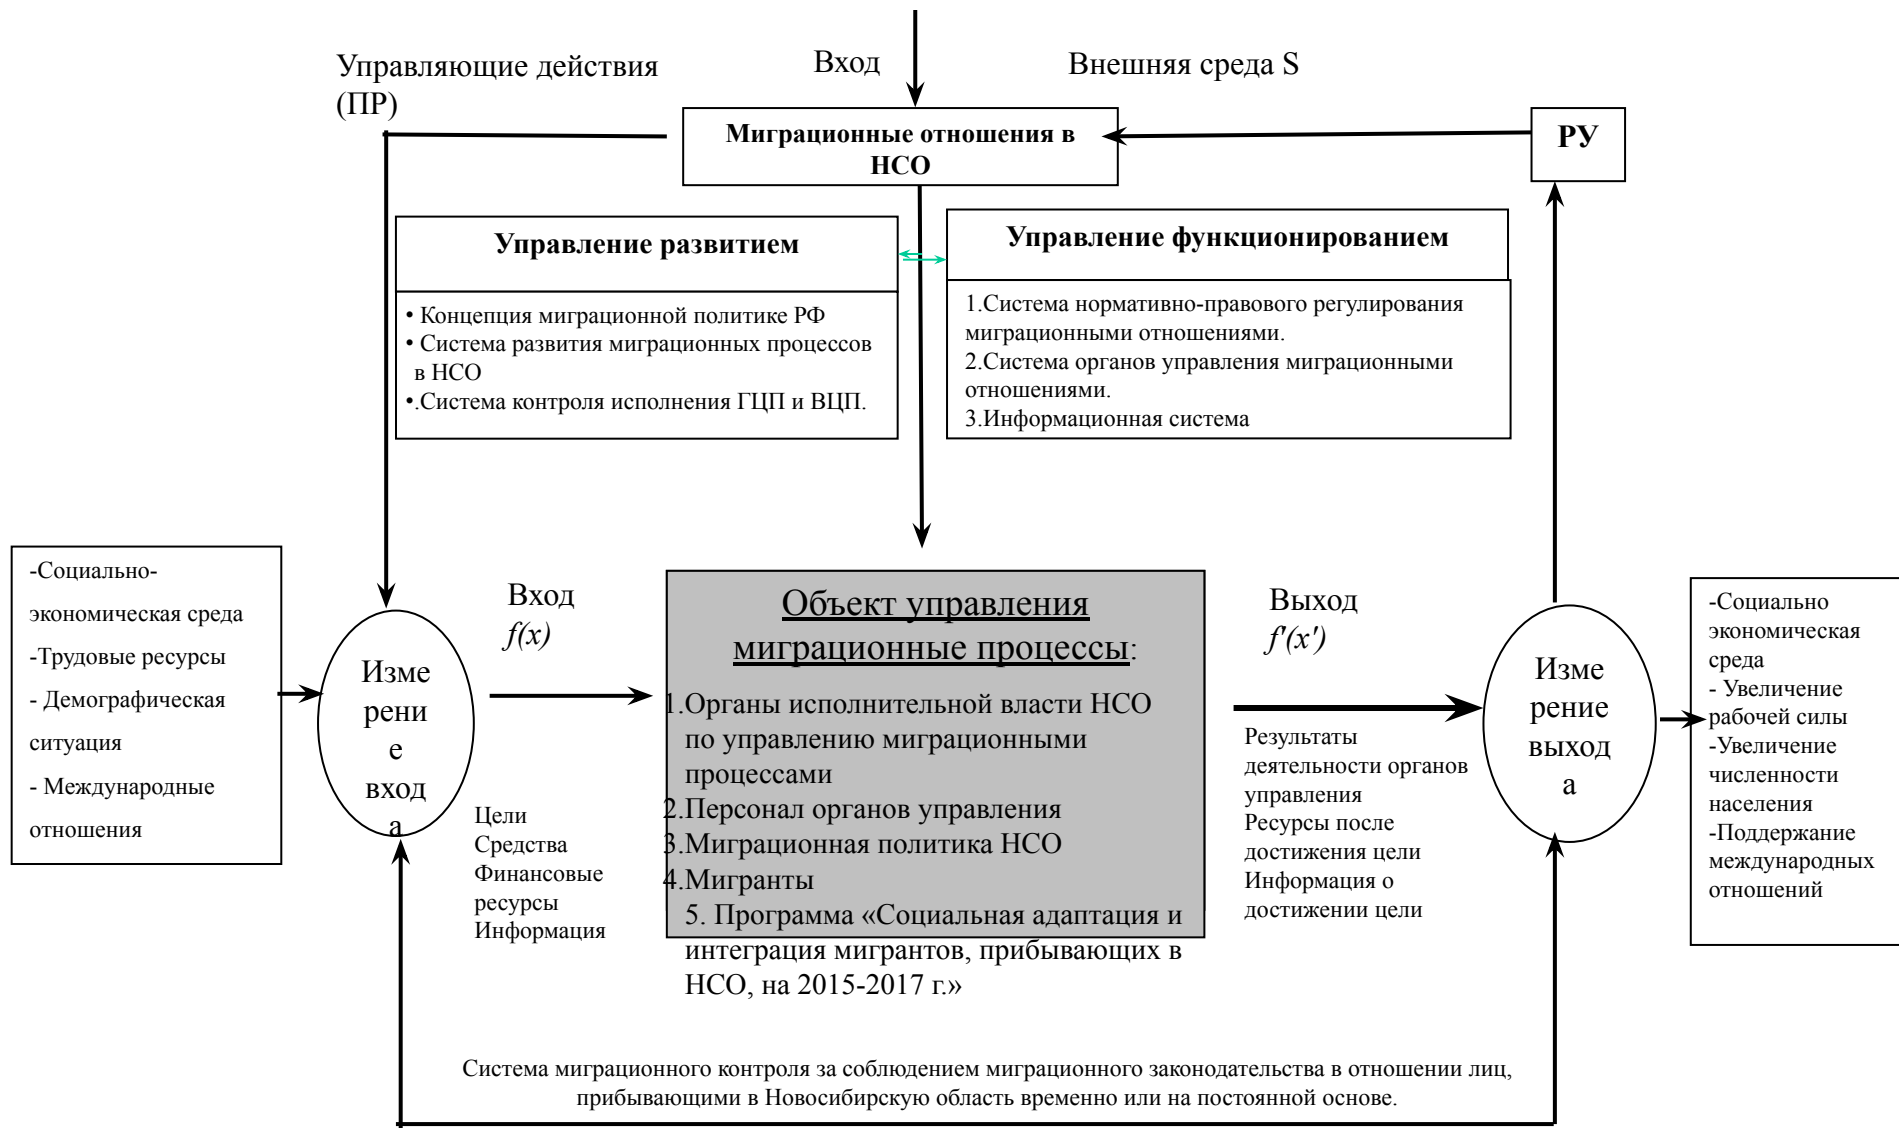 Управляющие действия
(ПР)
Вход
Внешняя среда S
Миграционные отношения в
НСО
РУ
Управление развитием
• Концепция миграционной политике РФ
• Система развития миграционных процессов
в НСО
•.Система контроля исполнения ГЦП и ВЦП.
Управление функционированием
1.Система нормативно-правового регулирования
миграционными отношениями.
2.Система органов управления миграционными
отношениями.
3.Информационная система
-Социально-
экономическая среда
-Трудовые ресурсы
- Демографическая
ситуация
- Международные
отношения
Изме
рени
е
вход
а
Вход
f(x)
Цели
Средства
Финансовые
ресурсы
Информация
Объект управления
миграционные процессы:
1.Органы исполнительной власти НСО
по управлению миграционными
процессами
2.Персонал органов управления
3.Миграционная политика НСО
4.Мигранты
5. Программа «Социальная адаптация и
интеграция мигрантов, прибывающих в
НСО, на 2015-2017 г.»
Выход
f'(x')
Результаты
деятельности органов
управления
Ресурсы после
достижения цели
Информация о
достижении цели
Изме
рение
выход
а
-Социально
экономическая
среда
- Увеличение
рабочей силы
-Увеличение
численности
населения
-Поддержание
международных
отношений
Система миграционного контроля за соблюдением миграционного законодательства в отношении лиц,
прибывающими в Новосибирскую область временно или на постоянной основе.